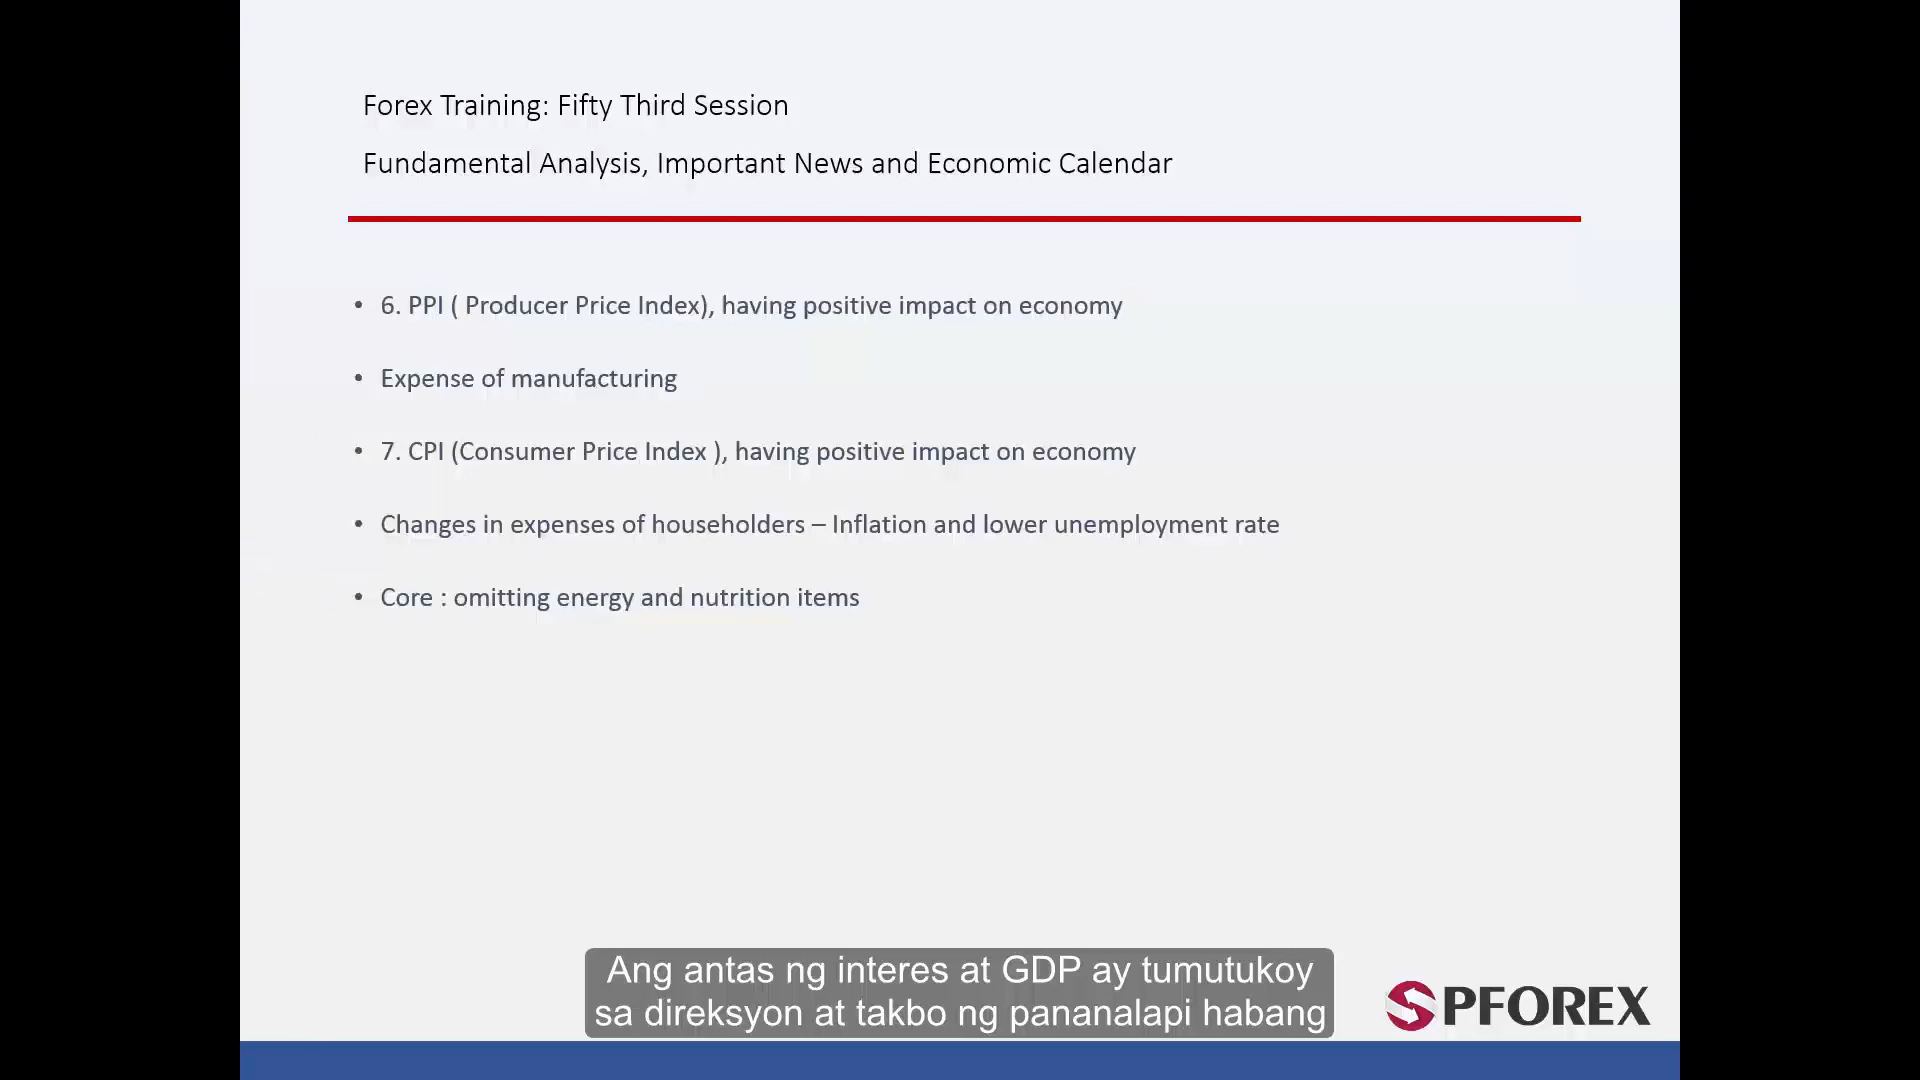 Forex Training: Fifty Third Session
Fundamental Analysis, Important News and Economic Calendar
• 6. PPI ( Producer Price Index), having positive impact on economy
• Expense of manufacturing
• 7. CPI (Consumer Price Index ), having positive impact on economy
• Changes in expenses of householders – Inflation and lower unemployment rate
• Core : omitting energy and nutrition items
Ang antas ng interes at GDP ay tumutukoy
sa direksyon at takbo ng pananalapi habang
SPFOREX